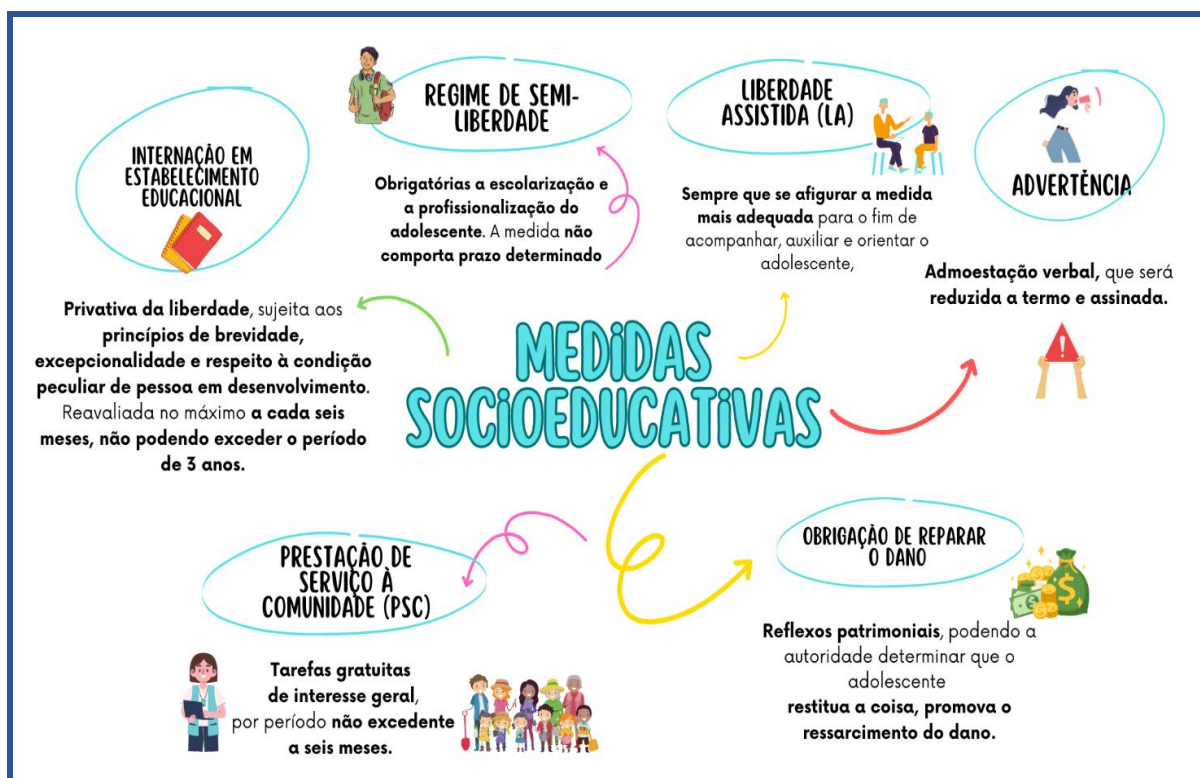 INTERNAÇÃO EM
ESTABELECIMENTO
EDUCACIONAL
Privativa da liberdade, sujeita aos
princípios de brevidade,
excepcionalidade e respeito à condição
peculiar de pessoa em desenvolvimento.
Reavaliada no máximo a cada seis
meses, não podendo exceder o período
de 3 anos.
REGIME DE SEMI-
LIBERDADE
Obrigatórias a escolarização e
a profissionalização do
adolescente. A medida não
comporta prazo determinado
LIBERDADE
ASSISTIDA (LA)
Sempre que se afigurar a medida
mais adequada para o fim de
acompanhar, auxiliar e orientar o
adolescente,
ADVERTÊNCIA
Admoestação verbal, que será
reduzida a termo e assinada.
MEDIDAS
SOCIOEDUCATIVAS
PRESTAÇÃO DE
SERVIÇO À
COMUNIDADE (PSC)
Tarefas gratuitas
de interesse geral,
por período não excedente
a seis meses.
OBRIGAÇÃO DE REPARAR
O DANO
Reflexos patrimoniais, podendo a
autoridade determinar que o
adolescente
restitua a coisa, promova o
ressarcimento do dano.